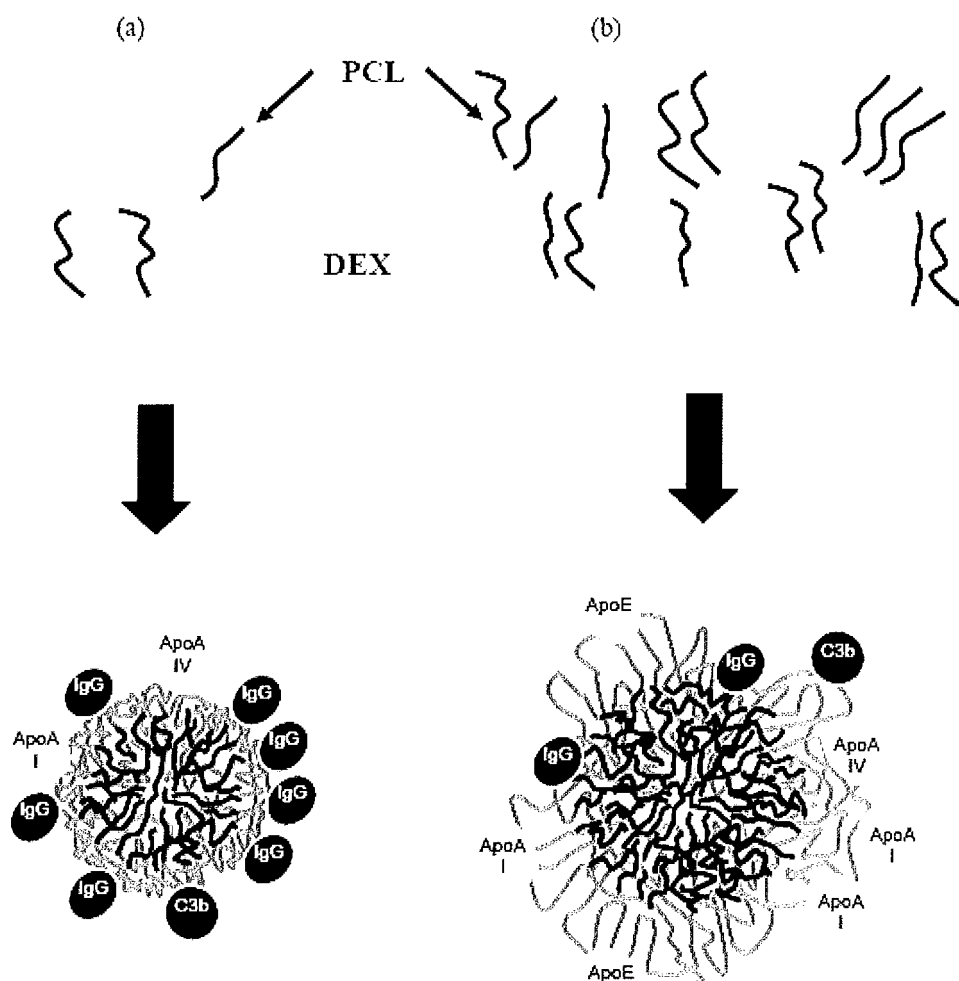 (a)
(b)
PCL
DEX
ApoA
IV
IgG
IgG
ApoA
I
IgG
IgG
IgG
IgG
IgG
C3b
ApoE
IgG
C3b
IgG
ApoA
IV
ApoA
I
ApoA
I
ApoA
I
ApoE